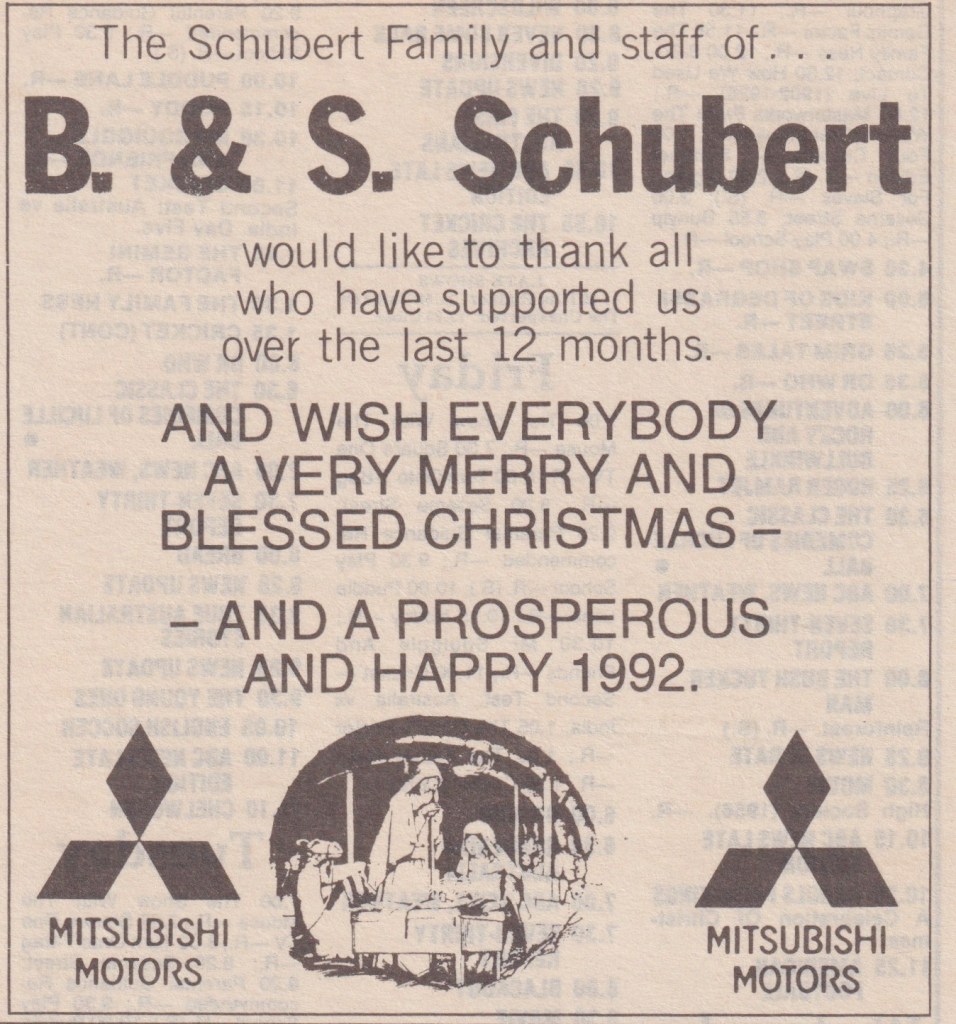 The Schubert Family and staff of . . .
B. & S. Schubert
would like to thank all
who have supported us
over the last 12 months.
AND WISH EVERYBODY
A VERY MERRY AND
BLESSED CHRISTMAS –
AND A PROSPEROUS
AND HAPPY 1992.
MITSUBISHI
MOTORS
MITSUBISHI
MOTORS